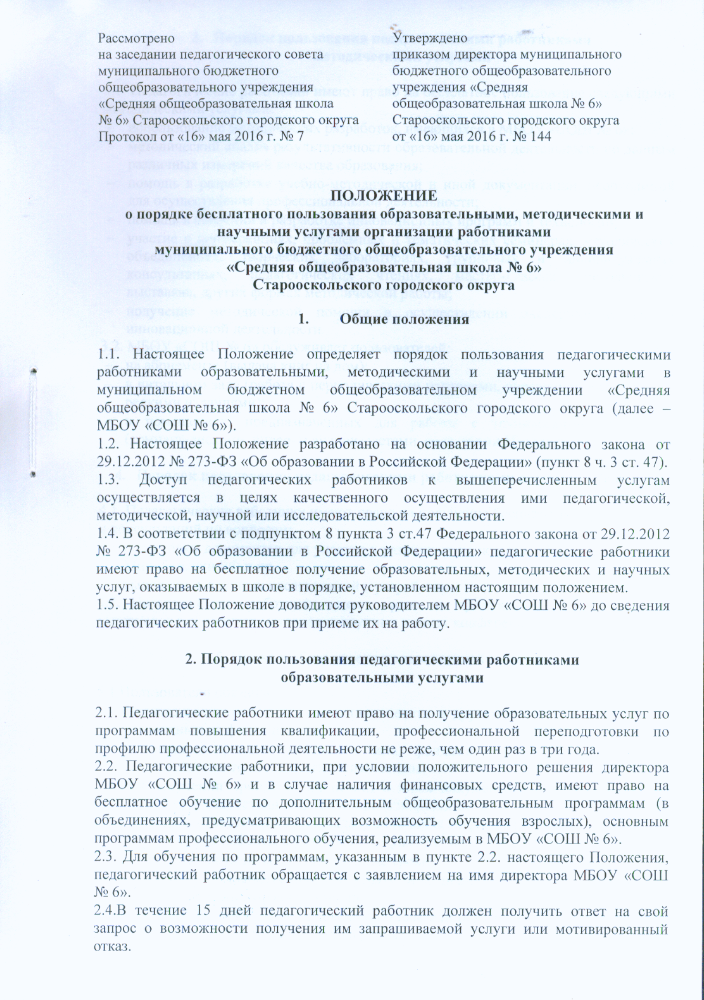 Рассмотрено
на заседании педагогического совета
муниципального бюджетного
общеобразовательного учреждения
«Средняя общеобразовательная школа
№ 6» Старооскольского городского округа
Протокол от «16» мая 2016 г. № 7
Утверждено
приказом директора муниципального
бюджетного общеобразовательного
учреждения «Средняя
общеобразовательная школа № 6»
Старооскольского городского округа
от «16» мая 2016 г. № 144
ПОЛОЖЕНИЕ
о порядке бесплатного пользования образовательными, методическими и
научными услугами организации работниками
муниципального бюджетного общеобразовательного учреждения
«Средняя общеобразовательная школа № 6»
Старооскольского городского округа
1. Общие положения
1.1. Настоящее Положение определяет порядок пользования педагогическими
работниками образовательными, методическими и научными услугами в
муниципальном бюджетном общеобразовательном учреждении «Средняя
общеобразовательная школа № 6» Старооскольского городского округа (далее –
МБОУ «СОШ № 6»).
1.2. Настоящее Положение разработано на основании Федерального закона от
29.12.2012 № 273-ФЗ «Об образовании в Российской Федерации» (пункт 8 ч. 3 ст. 47).
1.3. Доступ педагогических работников к вышеперечисленным услугам
осуществляется в целях качественного осуществления ими педагогической,
методической, научной или исследовательской деятельности.
1.4. В соответствии с подпунктом 8 пункта 3 ст.47 Федерального закона от 29.12.2012
№ 273-ФЗ «Об образовании в Российской Федерации» педагогические работники
имеют право на бесплатное получение образовательных, методических и научных
услуг, оказываемых в школе в порядке, установленном настоящим положением.
1.5. Настоящее Положение доводится руководителем МБОУ «СОШ № 6» до сведения
педагогических работников при приеме их на работу.
2. Порядок пользования педагогическими работниками
образовательными услугами
2.1. Педагогические работники имеют право на получение образовательных услуг по
программам повышения квалификации, профессиональной переподготовки по
профилю профессиональной деятельности не реже, чем один раз в три года.
2.2. Педагогические работники, при условии положительного решения директора
МБОУ «СОШ № 6» и в случае наличия финансовых средств, имеют право на
бесплатное обучение по дополнительным общеобразовательным программам (в
объединениях, предусматривающих возможность обучения взрослых), основным
программам профессионального обучения, реализуемым в МБОУ «СОШ № 6».
2.3. Для обучения по программам, указанным в пункте 2.2. настоящего Положения,
педагогический работник обращается с заявлением на имя директора МБОУ «СОШ
№ 6».
2.4.В течение 15 дней педагогический работник должен получить ответ на свой
запрос о возможности получения им запрашиваемой услуги или мотивированный
отказ.